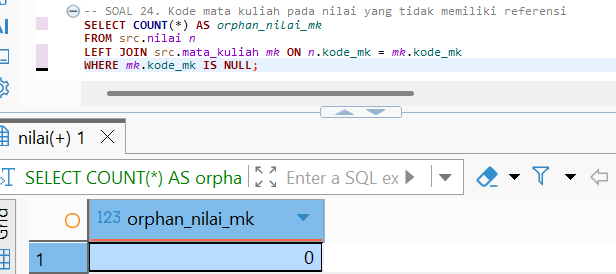 -- SOAL 24. Kode mata kuliah pada nilai yang tidak memiliki referensi
SELECT COUNT(*) AS orphan_nilai_mk
FROM src.nilai n
LEFT JOIN src.mata_kuliah mk ON n.kode_mk = mk.kode_mk
WHERE mk.kode_mk IS NULL;
nilai(+) 1
SELECT COUNT(*) AS orpha
Enter a SQL ex
Grid
123 orphan_nilai_mk
1 0